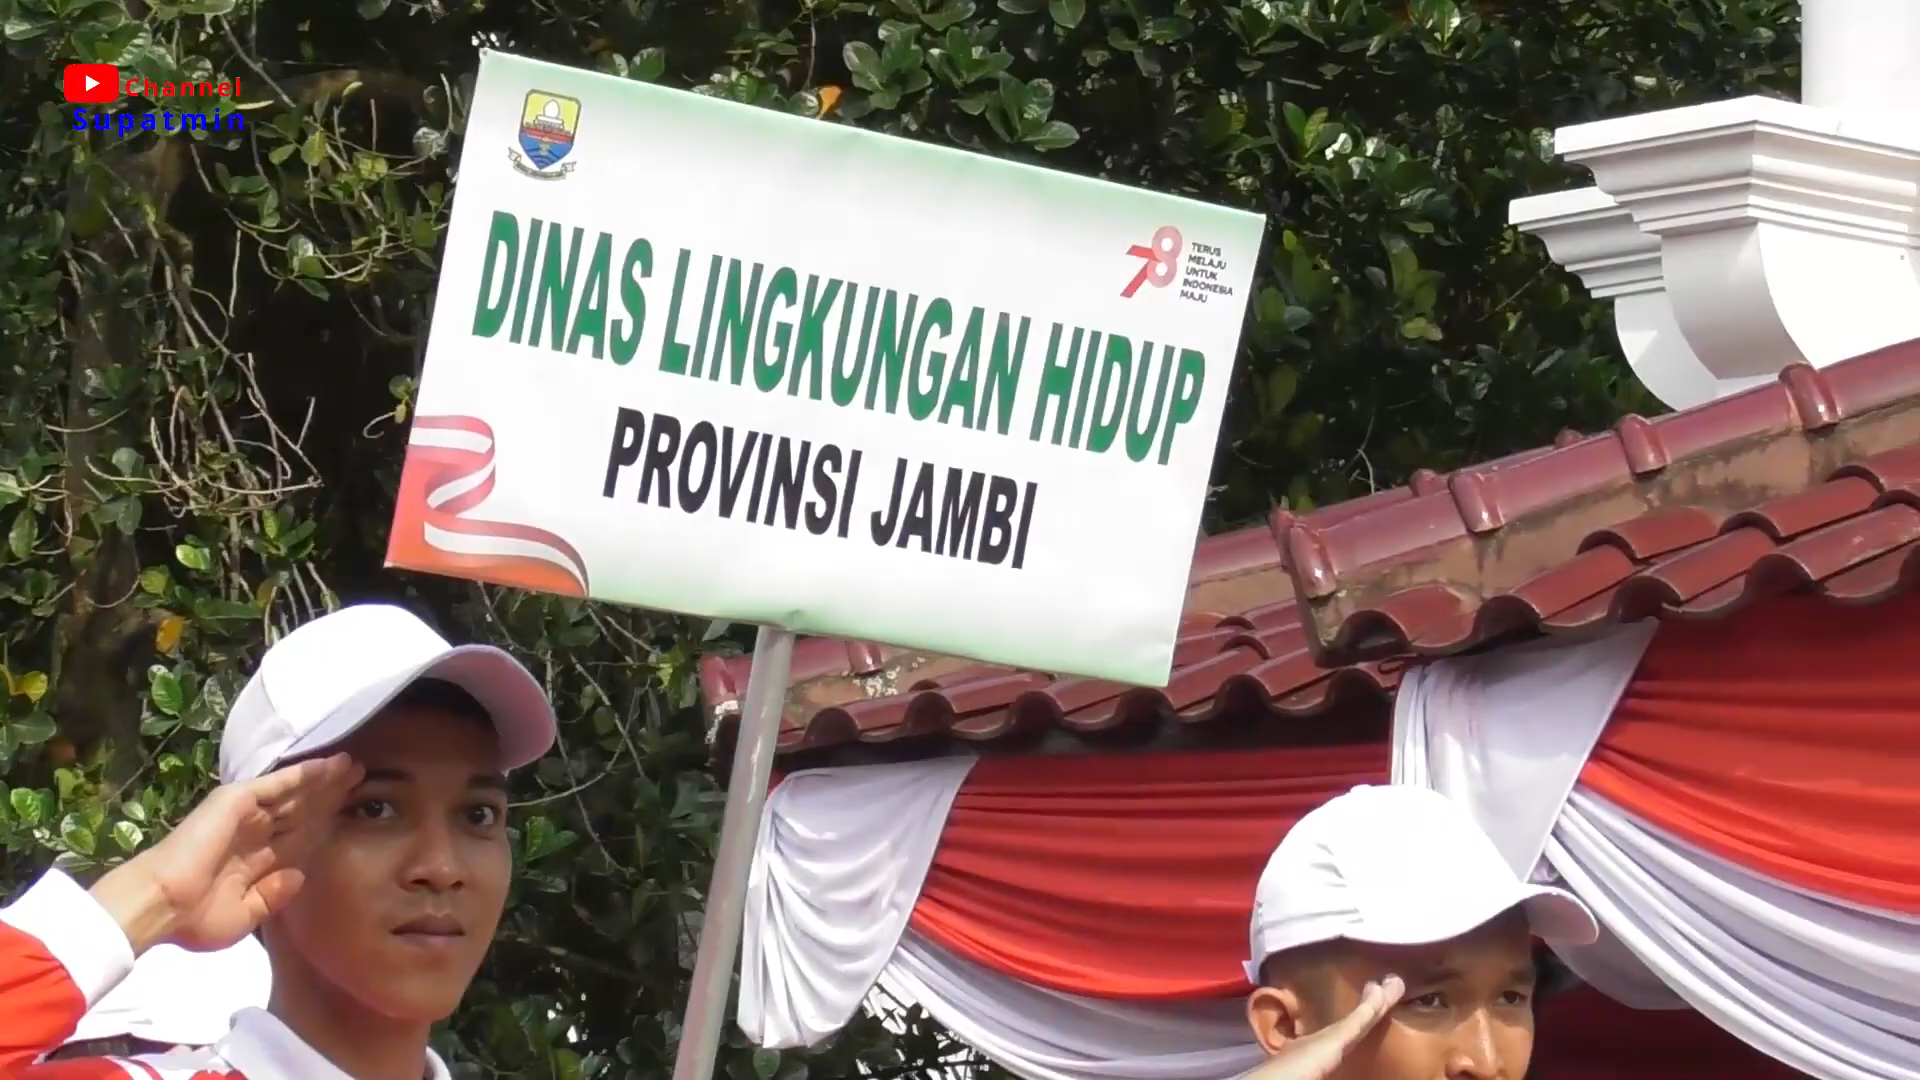 Channel
Supatmin
78
TERUS
MELAJU
UNTUK
INDONESIA
MAJU
DINAS LINGKUNGAN HIDUP
PROVINSI JAMBI